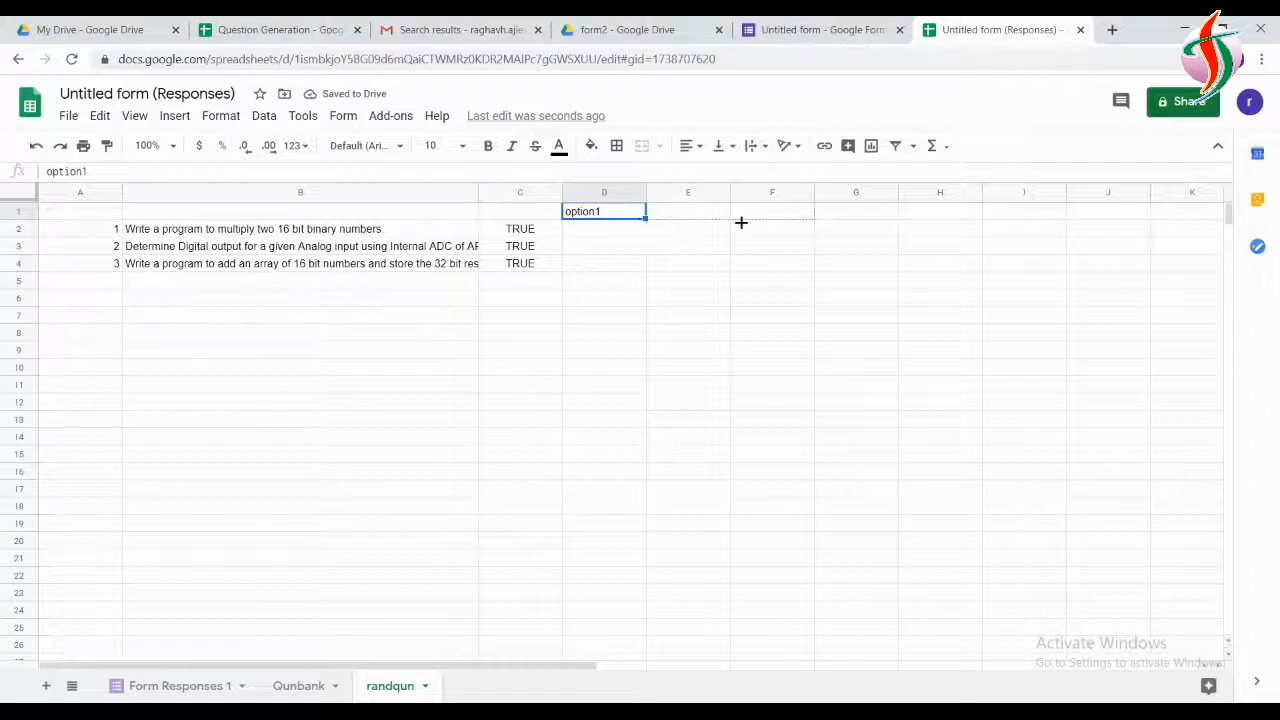 My Drive - Google Drive
Question Generation - Goog
Search results - raghavh.aj
form2 - Google Drive
Untitled form - Google Form
Untitled form (Responses) -
docs.google.com/spreadsheets/d/1ismbkjoY5BG09d6mQaiCTWMRz0KDR2MAIPc7gGWSXUU/edit#gid=1738707620
Untitled form (Responses)
Saved to Drive
Share
r
File Edit View Insert Format Data Tools Form Add-ons Help Last edit was seconds ago
100% $ % .0 .00 123 Default (Ari... 10 B I S A
fx option1
A B C D E F G H I J K
1 option1
2 1 Write a program to multiply two 16 bit binary numbers. TRUE
3 2 Determine Digital output for a given Analog input using Internal ADC of AR TRUE
4 3 Write a program to add an array of 16 bit numbers and store the 32 bit res TRUE
5
6
7
8
9
10
11
12
13
14
15
16
17
18
19
20
21
22
23
24
25
26
Activate Windows
Go to Settings to activate Windows.
Form Responses 1 Qunbank randqun